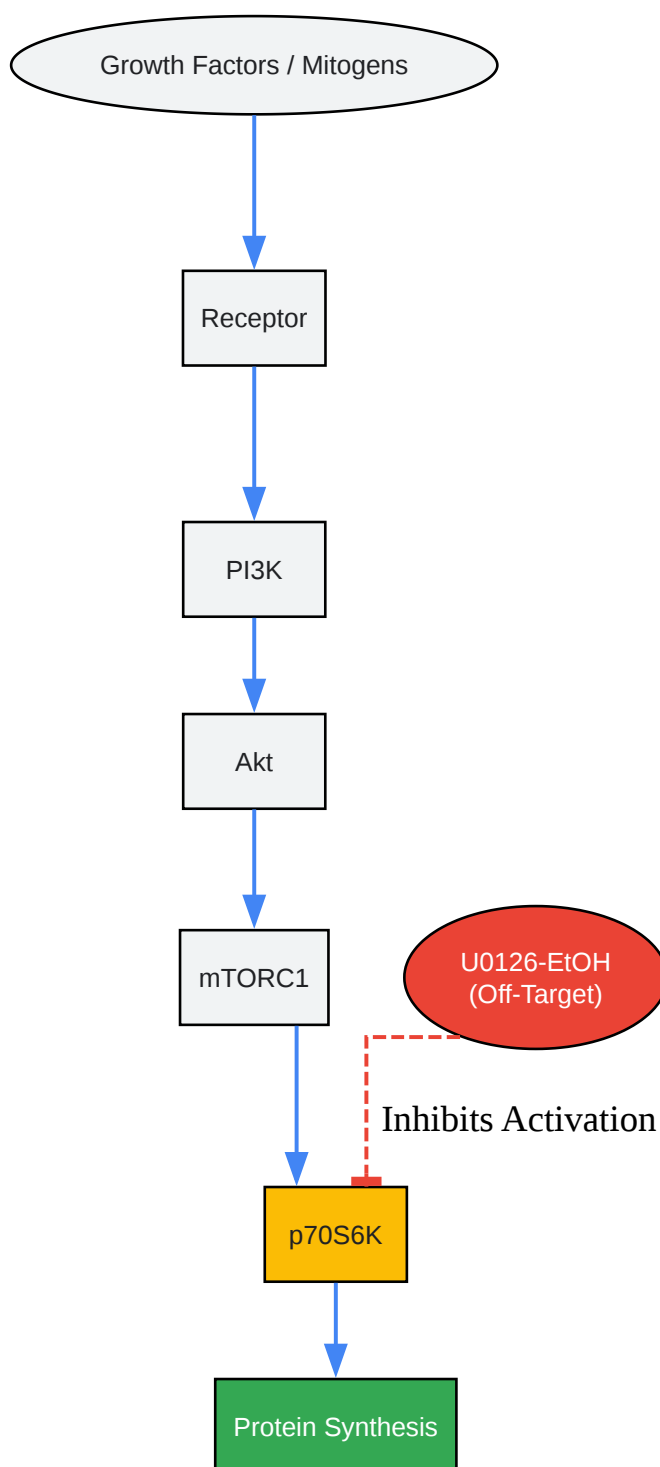 Growth Factors / Mitogens
Receptor
PI3K
Akt
mTORC1
U0126-EtOH
(Off-Target)
Inhibits Activation
p70S6K
Protein Synthesis